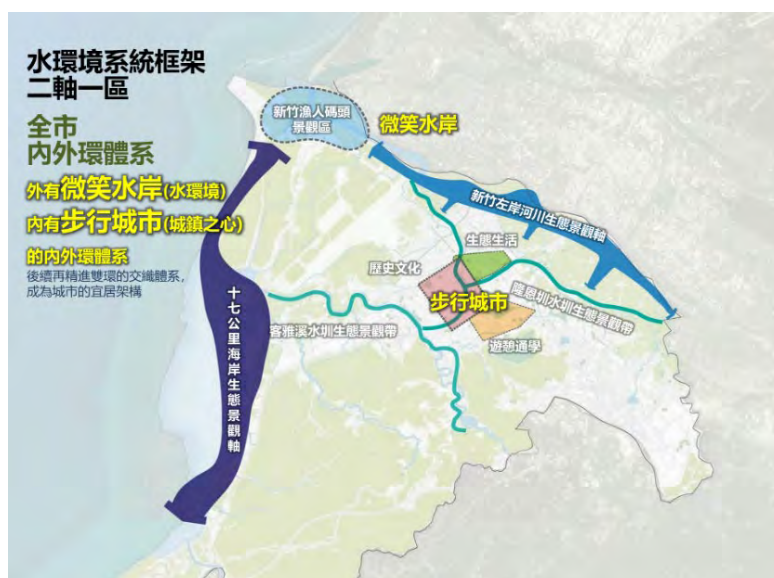 水環境系統框架
二軸一區
全市
內外環體系
外有微笑水岸(水環境)
內有步行城市(城鎮之心)
的內外環體系
後續再精進雙環的交織體系,
成為城市的宜居架構
新竹漁人碼頭
景觀區
微笑水岸
新竹左岸河川生態景觀軸
生態生活
歷史文化
步行城市
隆恩圳水圳生態景觀帶
客雅溪水圳生態景觀帶
遊憩通學
十七公里海岸生態景觀軸